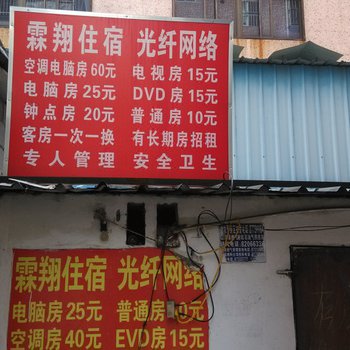 霖翔住宿 光纤网络
空调电脑房60元 电视房15元
电脑房25元 DVD房15元
钟点房 20元 普通房10元
客房一次一换 有长期房招租
专人管理 安全卫生
霖翔住宿 光纤网络
电脑房25元 普通房 0元
空调房40元 EVD房15元